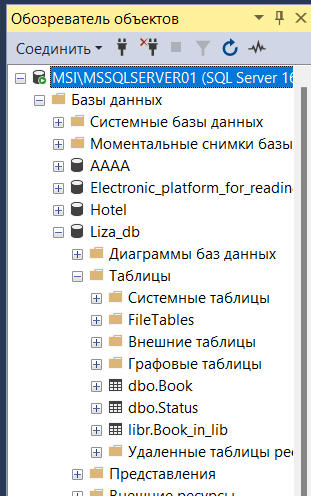 Обозреватель объектов
Соединить
MSI\MSSQLSERVER01 (SQL Server 16
Базы данных
Системные базы данных
Моментальные снимки базы
AAAA
Electronic_platform_for_readin
Hotel
Liza_db
Диаграммы баз данных
Таблицы
Системные таблицы
FileTables
Внешние таблицы
Графовые таблицы
dbo.Book
dbo.Status
libr.Book_in_lib
Удаленные таблицы рес
Представления
Внешние ресурсы